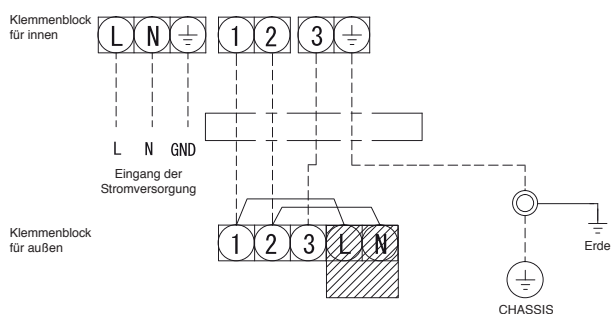 Klemmenblock
für innen
L N 1 2 3
L N GND
Eingang der
Stromversorgung
Klemmenblock
für außen
1 2 3 L N
Erde
CHASSIS